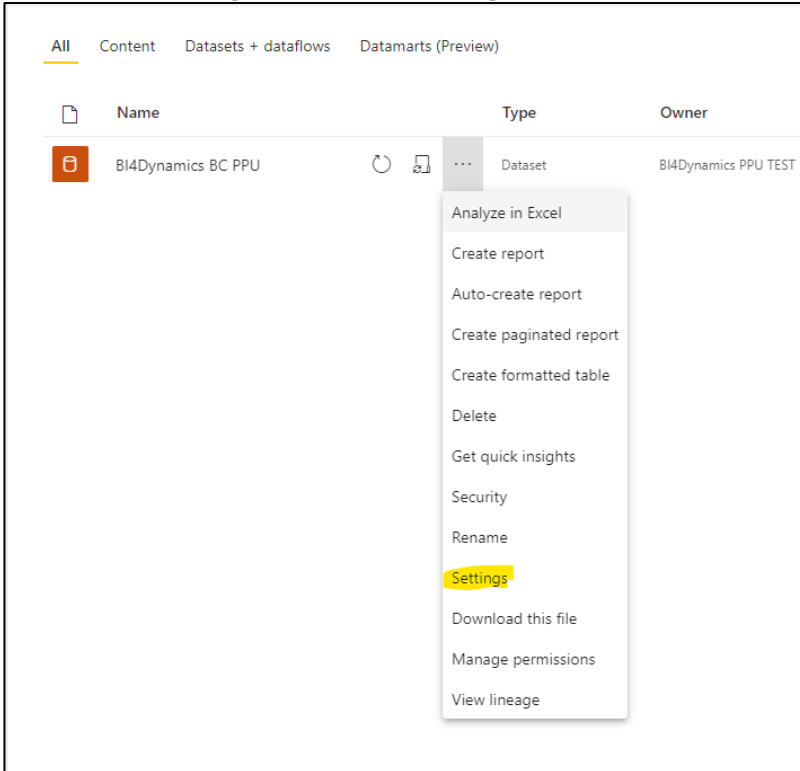 All Content Datasets + dataflows Datamarts (Preview)
Name Type Owner
BI4Dynamics BC PPU ... Dataset BI4Dynamics PPU TEST
Analyze in Excel
Create report
Auto-create report
Create paginated report
Create formatted table
Delete
Get quick insights
Security
Rename
Settings
Download this file
Manage permissions
View lineage